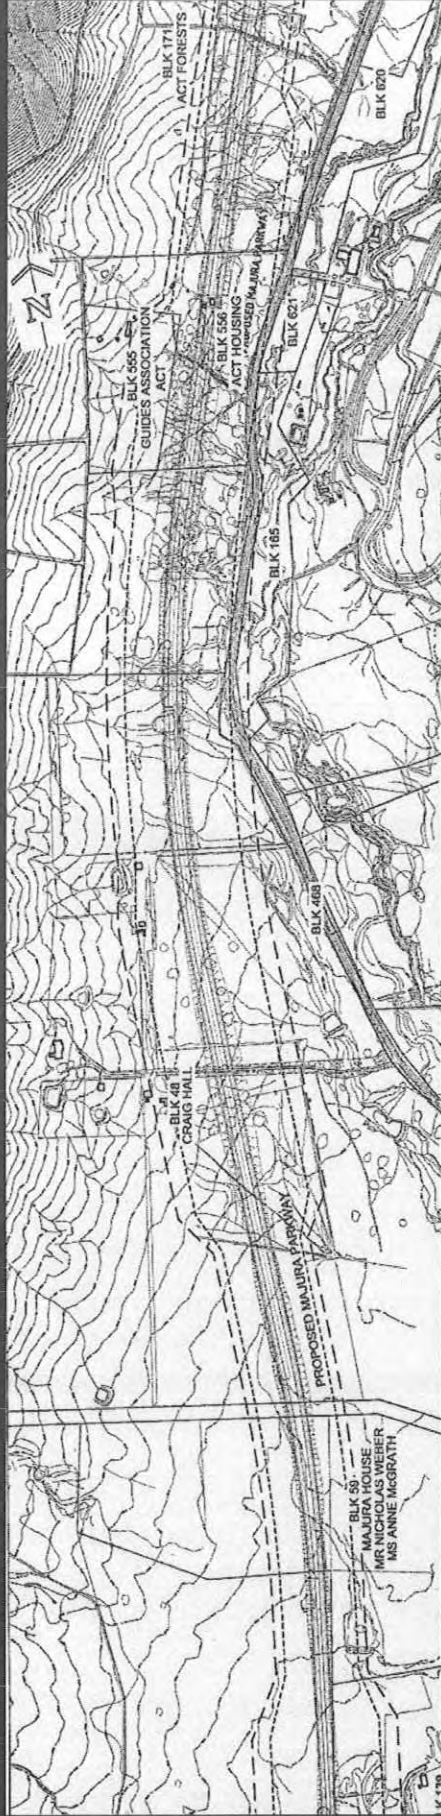 BLK 171
ACT FORESTS
BLK 620
N
BLK 555
GUIDES ASSOCIATION
ACT
BLK 556
ACT HOUSING
PROPOSED MAJURA PARKWAY
BLK 621
BLK 165
BLK 468
BLK 48
CRAIG HALL
PROPOSED MAJURA PARKWAY
BLK 59
MAJURA HOUSE
MR NICHOLAS WEBER
MS ANNE McGRATH